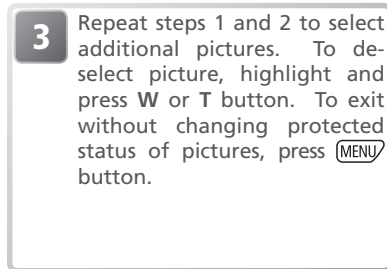 3
Repeat steps 1 and 2 to select
additional pictures. To de-
select picture, highlight and
press W or T button. To exit
without changing protected
status of pictures, press MENU
button.